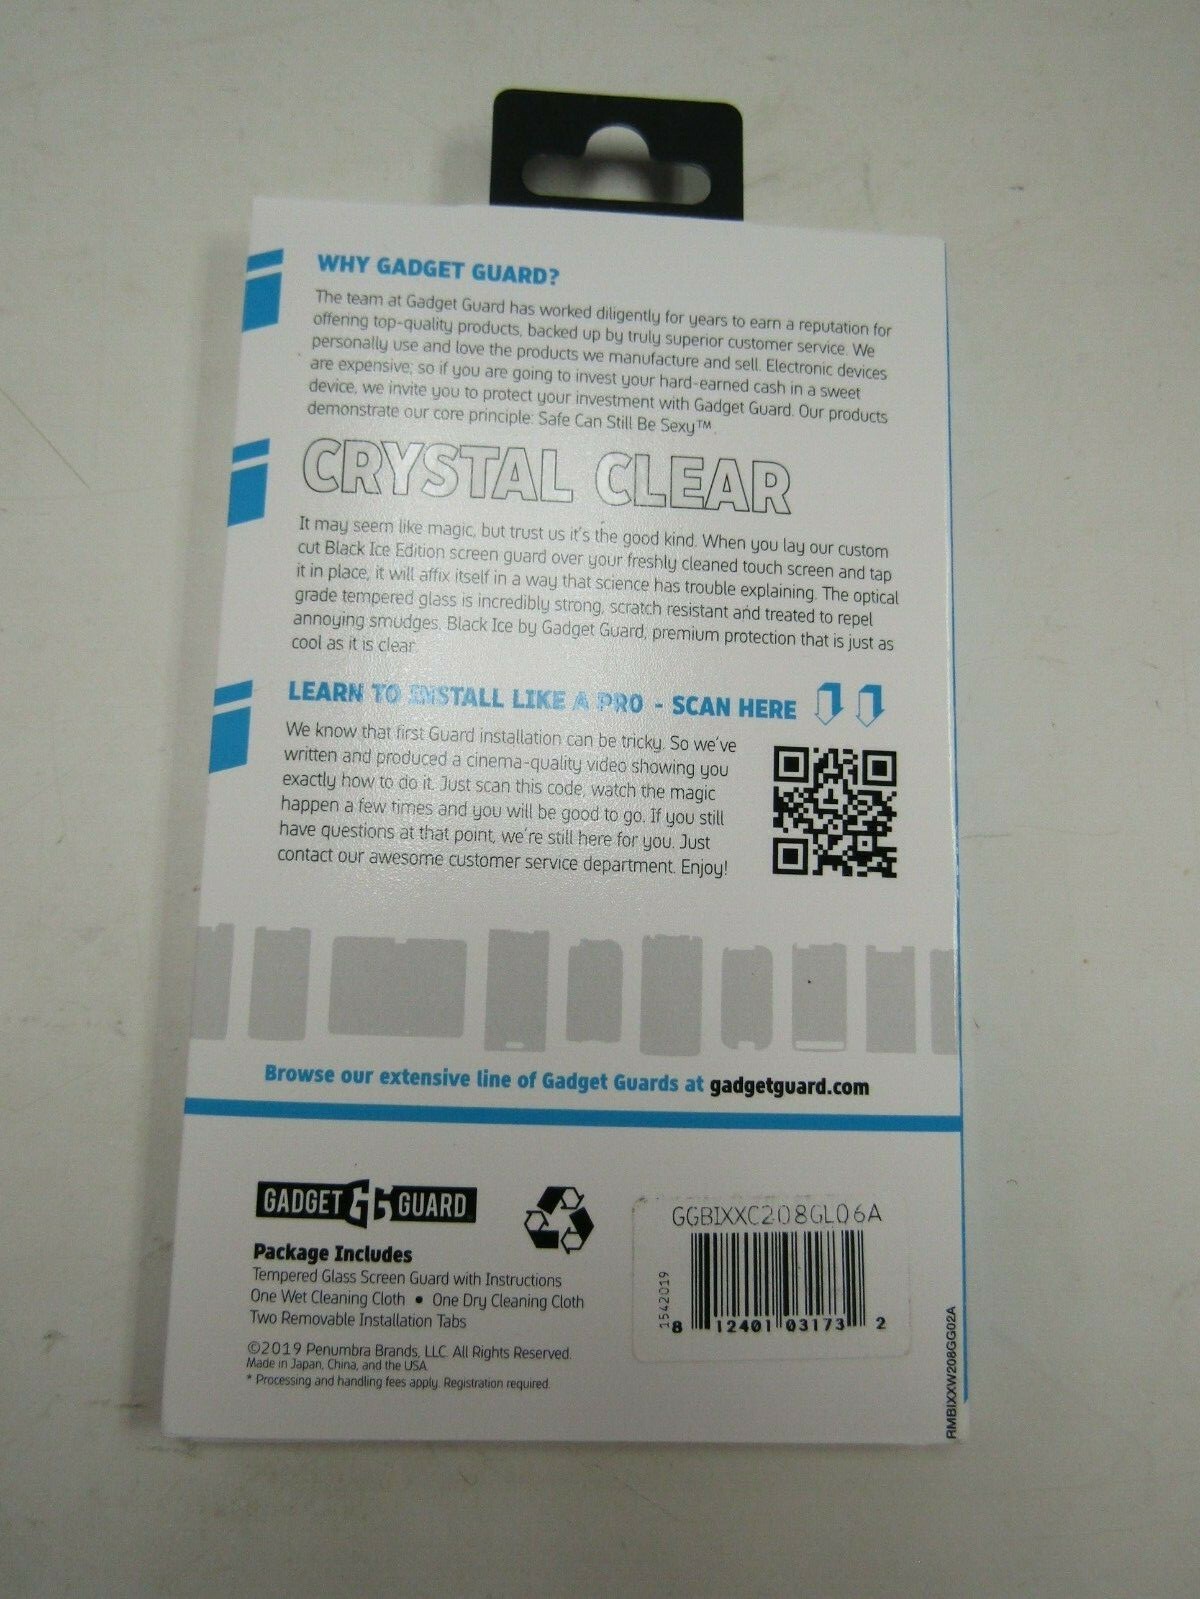 WHY GADGET GUARD?
The team at Gadget Guard has worked diligently for years to earn a reputation for
offering top-quality products, backed up by truly superior customer service. We
personally use and love the products we manufacture and sell. Electronic devices
are expensive, so if you are going to invest your hard-earned cash in a sweet
device, we invite you to protect your investment with Gadget Guard. Our products
demonstrate our core principle: Safe Can Still Be Sexy™.
CRYSTAL CLEAR
It may seem like magic, but trust us it's the good kind. When you lay our custom
cut Black Ice Edition screen guard over your freshly cleaned touch screen and tap
it in place, it will affix itself in a way that science has trouble explaining. The optical
grade tempered glass is incredibly strong, scratch resistant and treated to repel
annoying smudges. Black Ice by Gadget Guard, premium protection that is just as
cool as it is clear.
LEARN TO INSTALL LIKE A PRO - SCAN HERE
We know that first Guard installation can be tricky. So we've
written and produced a cinema-quality video showing you
exactly how to do it. Just scan this code, watch the magic
happen a few times and you will be good to go. If you still
have questions at that point, we're still here for you. Just
contact our awesome customer service department. Enjoy!
Browse our extensive line of Gadget Guards at gadgetguard.com
GADGET GG GUARD
Package Includes
Tempered Glass Screen Guard with Instructions
One Wet Cleaning Cloth • One Dry Cleaning Cloth
Two Removable Installation Tabs
©2019 Penumbra Brands, LLC. All Rights Reserved.
Made in Japan, China, and the USA.
* Processing and handling fees apply. Registration required.
GGBIXXC208GL06A
1542019
8 12401 03173 2
RMBIXXW208GG02A